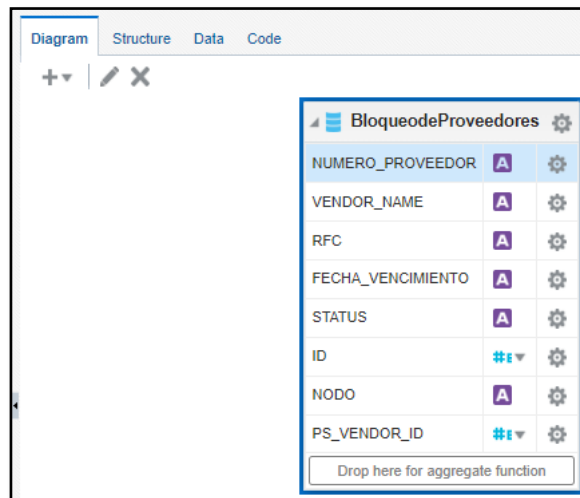 Diagram Structure Data Code
BloqueodeProveedores
NUMERO_PROVEEDOR A
VENDOR_NAME A
RFC A
FECHA_VENCIMIENTO A
STATUS A
ID #E
NODO A
PS_VENDOR_ID #E
Drop here for aggregate function